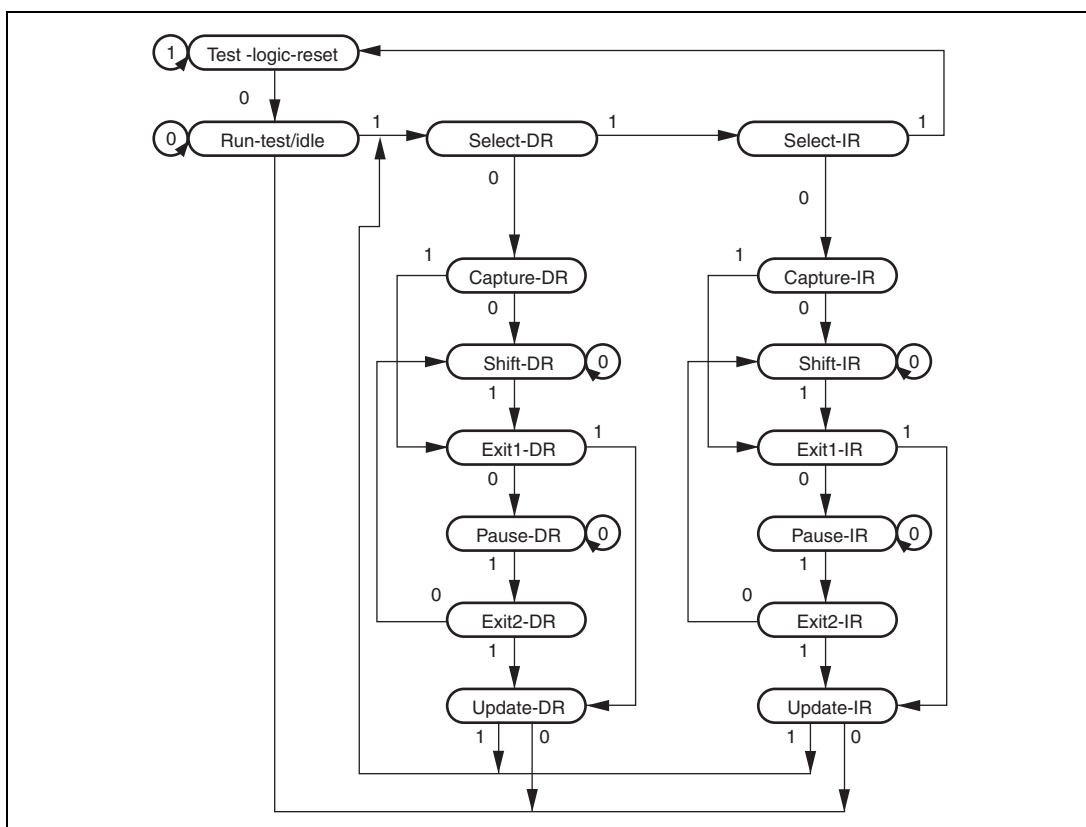 1 Test -logic-reset
0
0 Run-test/idle 1 Select-DR 1 Select-IR 1
0 0
1 Capture-DR 1 Capture-IR
0 0
Shift-DR 0 Shift-IR 0
1 1
Exit1-DR 1 Exit1-IR 1
0 0
Pause-DR 0 Pause-IR 0
1 1
0 Exit2-DR 0 Exit2-IR
1 1
Update-DR Update-IR
1 0 1 0